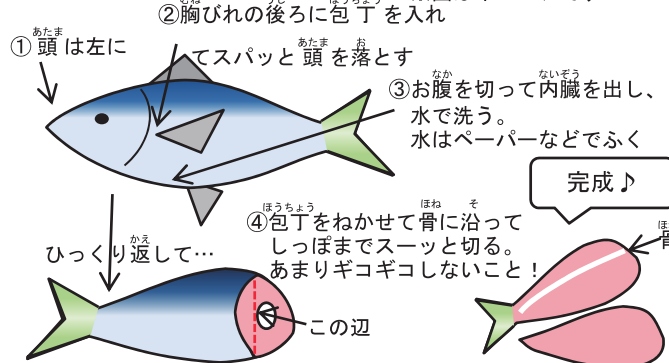 ①頭は左に
②胸びれの後ろに包丁を入れ
てスパッと頭を落とす
③お腹を切って内臓を出し、
水で洗う。
水はペーパーなどでふく
④包丁をねかせて骨に沿って
しっぽまでスーッと切る。
あまりギコギコしないこと！
ひっくり返して…
この辺
完成♪